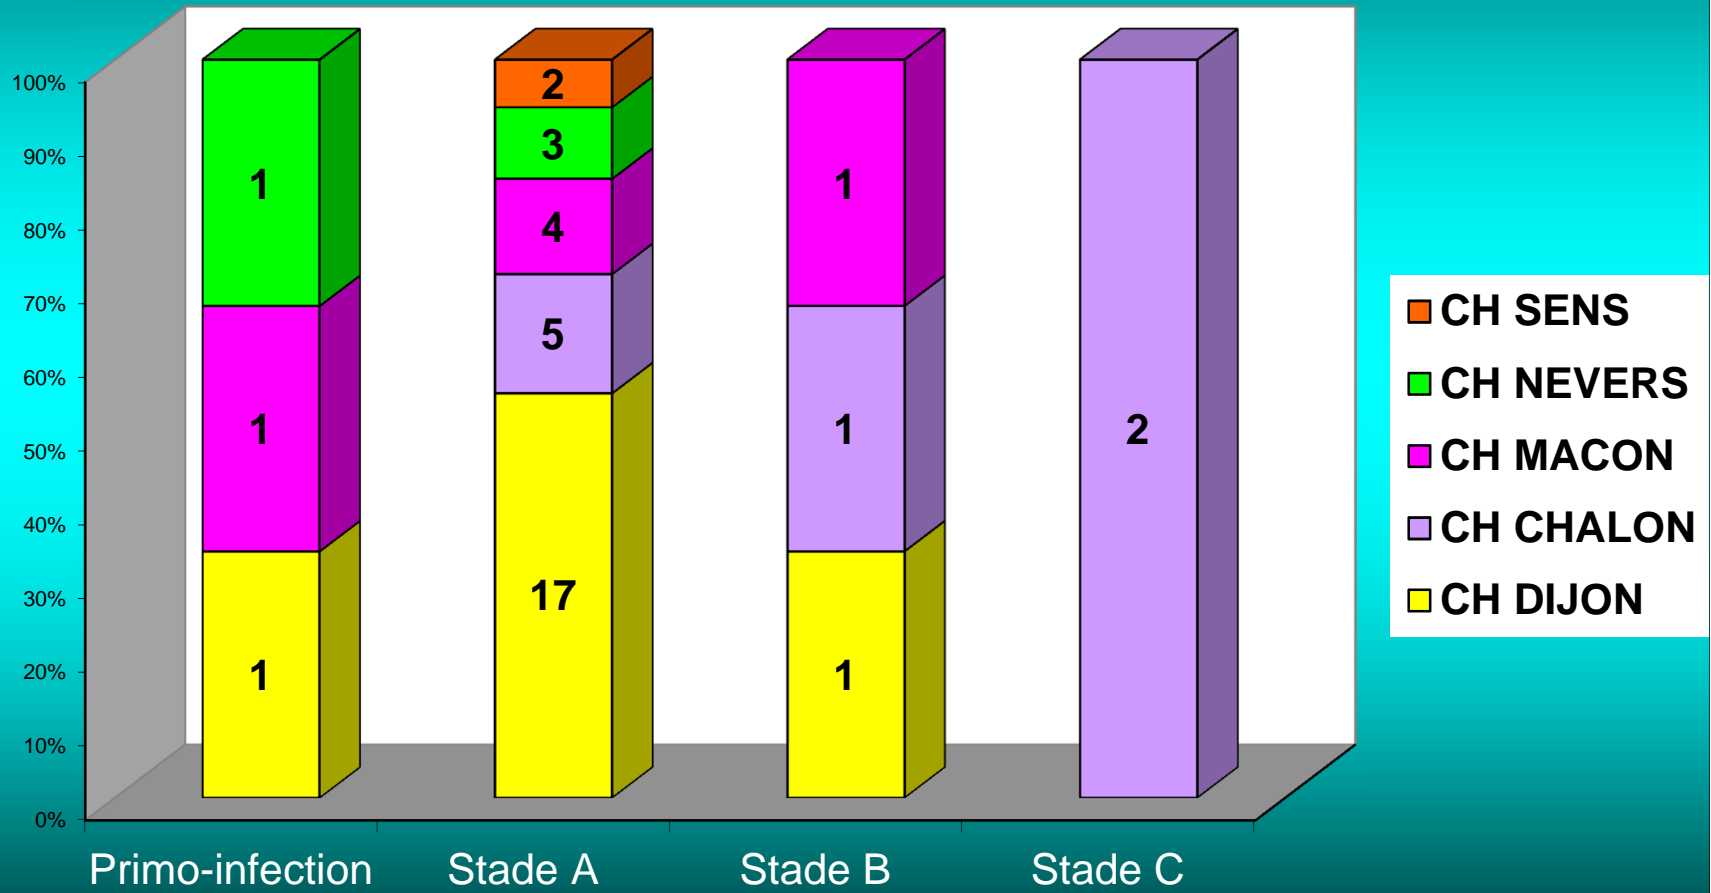 100%
90%
80%
70%
60%
50%
40%
30%
20%
10%
0%
1
1
1
2
3
4
5
17
1
1
1
2
Primo-infection
Stade A
Stade B
Stade C
CH SENS
CH NEVERS
CH MACON
CH CHALON
CH DIJON